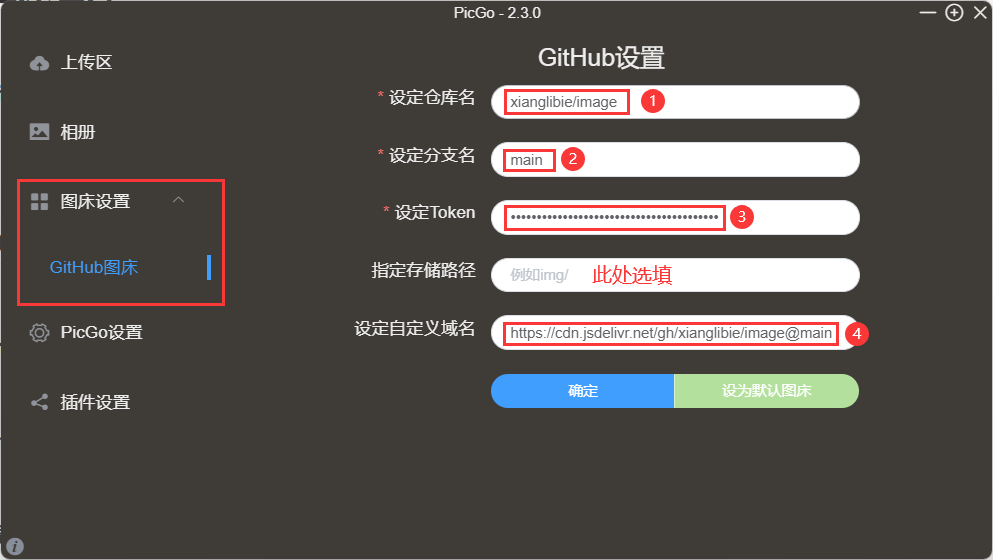 PicGo - 2.3.0
上传区
相册
图床设置
GitHub图床
PicGo设置
插件设置
GitHub设置
* 设定仓库名 xianglibie/image 1
* 设定分支名 main 2
* 设定Token •••••••••••••••••••••••••••••••••••••••• 3
指定存储路径 例如img/ 此处选填
设定自定义域名 https://cdn.jsdelivr.net/gh/xianglibie/image@main 4
确定 设为默认图床